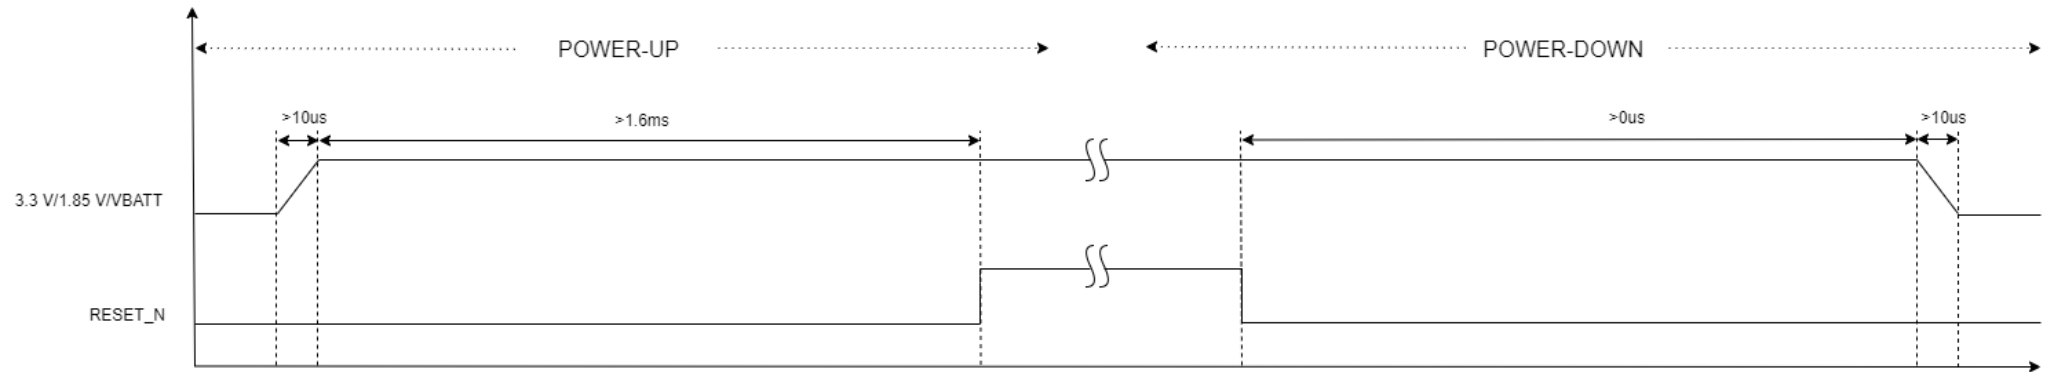 POWER-UP
POWER-DOWN
>10us
>1.6ms
>0us
>10us
3.3 V/1.85 V/VBATT
RESET_N